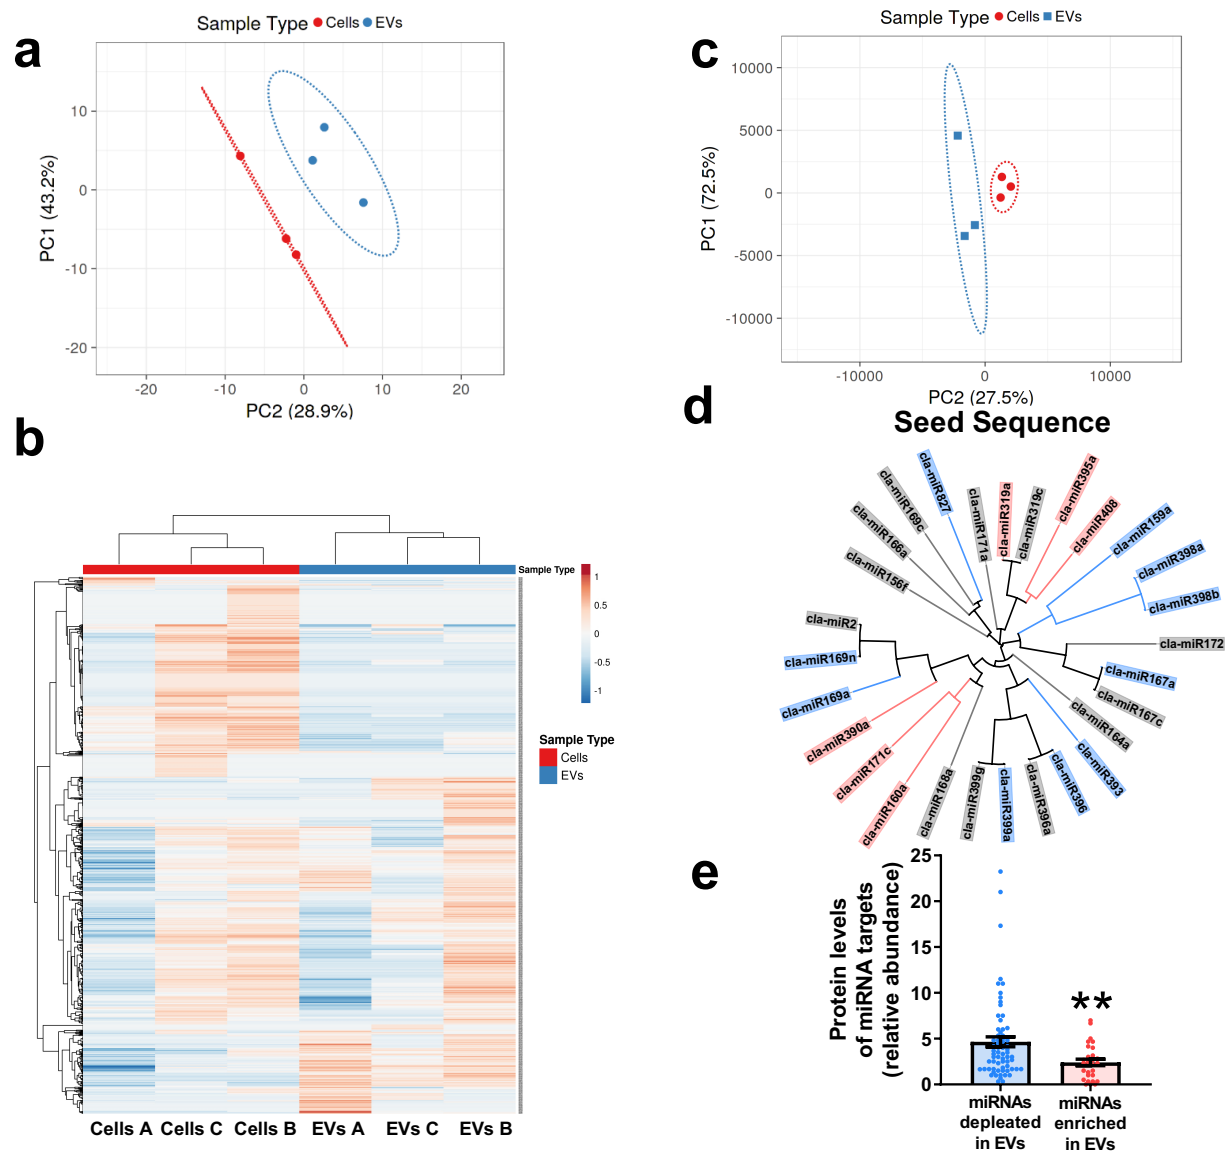 a
Sample Type Cells EVs
PC1 (43.2%)
10
0
-10
-20
-20 -10 0 10 20
PC2 (28.9%)
b
Sample Type
1
0.5
0
-0.5
-1
Sample Type
Cells
EVs
Cells A Cells C Cells B EVs A EVs C EVs B
c
Sample Type Cells EVs
PC1 (72.5%)
10000
5000
0
-5000
-10000
-10000 0 10000
PC2 (27.5%)
d
Seed Sequence
cla-miR827
cla-miR171a
cla-miR319a
cla-miR319c
cla-miR395a
cla-miR408
cla-miR159a
cla-miR398a
cla-miR398b
cla-miR172
cla-miR167a
cla-miR167c
cla-miR164a
cla-miR393
cla-miR396
cla-miR396a
cla-miR399a
cla-miR399g
cla-miR168a
cla-miR160a
cla-miR171c
cla-miR390a
cla-miR169a
cla-miR169n
cla-miR2
cla-miR156f
cla-miR166a
cla-miR169c
e
Protein levels
of miRNA targets
(relative abundance)
25
20
15
10
5
0
**
miRNAs
depleated
in EVs
miRNAs
enriched
in EVs